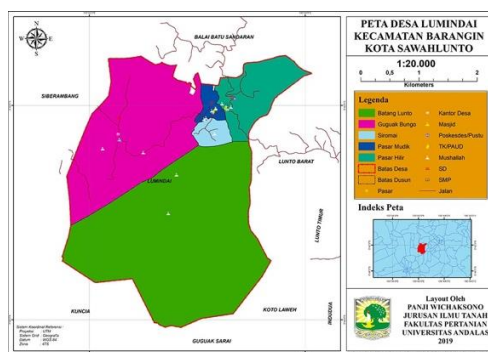 PETA DESA LUMINDAI
KECAMATAN BARANGIN
KOTA SAWAHLUNTO
1:20.000
0 0,5 1 2
Kilometers
Legenda
Batang Lunto
Guguak Bungo
Sironai
Pasar Mudik
Pasar Hilir
Batas Desa
Batas Dusun
Pasar
Kantor Desa
Masjid
Poskesdes/Pustu
TK/PAUD
Mushallah
SD
SMP
Jalan
Indeks Peta
Layout Oleh
PANJI WICHAKSONO
JURUSAN ILMU TANAH
FAKULTAS PERTANIAN
UNIVERSITAS ANDALAS
2019
N
W E
S
BALAI BATU SANDARAN
SIBERAMBANG
LUNTO BARAT
LUMINDAI
LUNTO TIMUR
KUNCIA
KOTO LAWEH
GUGUAK SARAI